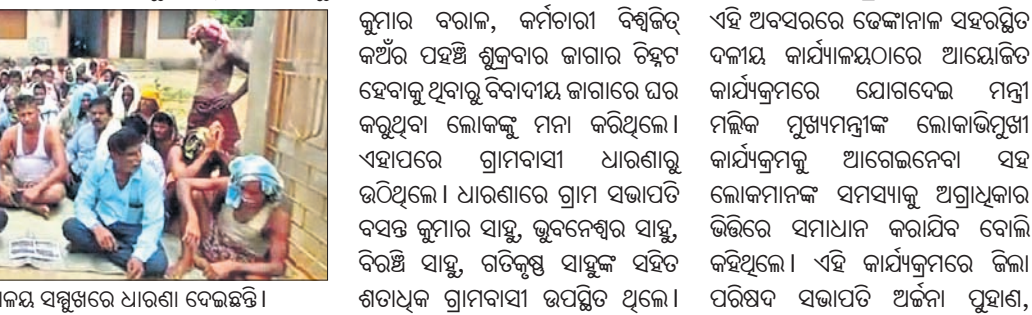 ଳୟ ସମ୍ମୁଖରେ ଧାରଣା ଦେଇଛନ୍ତି।
କୁମାର ବରାଳ, କର୍ମଚାରୀ ବିଶ୍ୱଜିତ୍
କଅଁର ପହଞ୍ଚି ଶୁକ୍ରବାର ଜାଗାର ଚିହ୍ନଟ
ହେବାକୁ ଥିବାରୁ ବିବାଦୀୟ ଜାଗାରେ ଘର
କରୁଥିବା ଲୋକଙ୍କୁ ମନା କରିଥିଲେ।
ଏହାପରେ ଗ୍ରାମବାସୀ ଧାରଣାରୁ
ଉଠିଥିଲେ। ଧାରଣାରେ ଗ୍ରାମ ସଭାପତି
ବସନ୍ତ କୁମାର ସାହୁ, ଭୁବନେଶ୍ୱର ସାହୁ,
ବିରଞ୍ଚି ସାହୁ, ଗତିକୃଷ୍ଣ ସାହୁଙ୍କ ସହିତ
ଶତାଧିକ ଗ୍ରାମବାସୀ ଉପସ୍ଥିତ ଥିଲେ।
ଏହି ଅବସରରେ ଢେଙ୍କାନାଳ ସହରସ୍ଥିତ
ଦଳୀୟ କାର୍ଯ୍ୟାଳୟଠାରେ ଆୟୋଜିତ
କାର୍ଯ୍ୟକ୍ରମରେ ଯୋଗଦେଇ ମନ୍ତ୍ରୀ
ମଲ୍ଲିକ ମୁଖ୍ୟମନ୍ତ୍ରୀଙ୍କ ଲୋକାଭିମୁଖୀ
କାର୍ଯ୍ୟକ୍ରମକୁ ଆଗେଇନେବା ସହ
ଲୋକମାନଙ୍କ ସମସ୍ୟାକୁ ଅଗ୍ରାଧିକାର
ଭିତ୍ତିରେ ସମାଧାନ କରାଯିବ ବୋଲି
କହିଥିଲେ। ଏହି କାର୍ଯ୍ୟକ୍ରମରେ ଜିଲା
ପରିଷଦ ସଭାପତି ଅର୍ଚ୍ଚନା ପୁହାଣ,